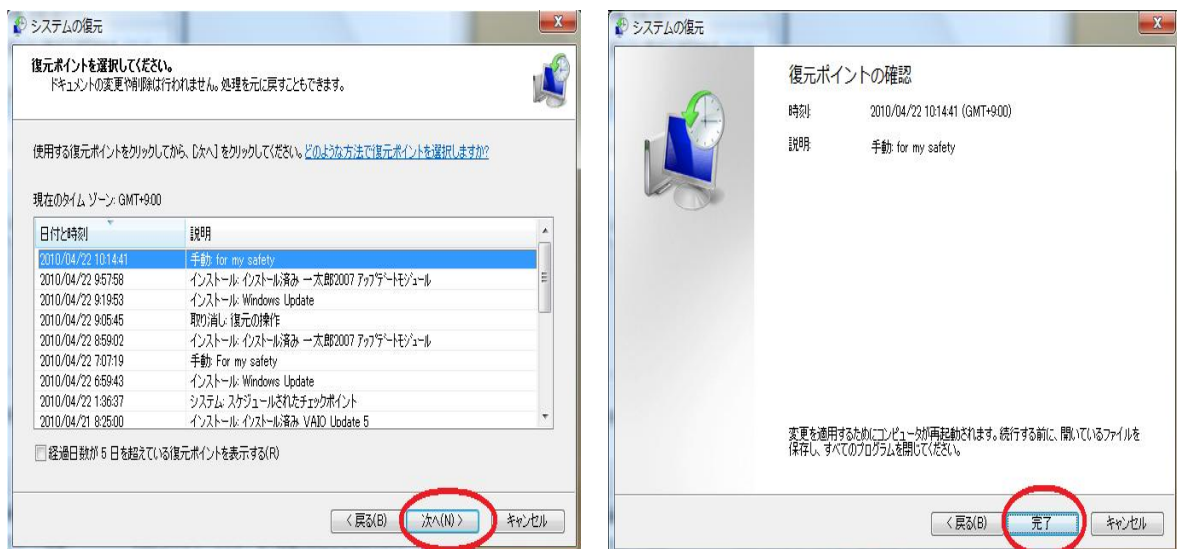 システムの復元
復元ポイントを選択してください。
ドキュメントの変更や削除は行われません。処理を元に戻すこともできます。
使用する復元ポイントをクリックしてから、[次へ] をクリックしてください。どのような方法で復元ポイントを選択しますか?
現在のタイム ゾーン: GMT+9:00
日付と時刻 説明
2010/04/22 10:14:41 手動: for my safety
2010/04/22 9:57:58 インストール: インストール済み 一太郎2007 アップデートモジュール
2010/04/22 9:19:53 インストール: Windows Update
2010/04/22 9:05:45 取り消し: 復元の操作
2010/04/22 8:59:02 インストール: インストール済み 一太郎2007 アップデートモジュール
2010/04/22 7:07:19 手動: For my safety
2010/04/22 6:59:43 インストール: Windows Update
2010/04/22 1:36:37 システム: スケジュールされたチェックポイント
2010/04/21 8:25:00 インストール: インストール済み VAIO Update 5
経過日数が 5 日を超えている復元ポイントを表示する(R)
< 戻る(B) 次へ(N) > キャンセル
システムの復元
復元ポイントの確認
時刻: 2010/04/22 10:14:41 (GMT+9:00)
説明: 手動: for my safety
変更を適用するためにコンピュータが再起動されます。続行する前に、開いているファイルを
保存し、すべてのプログラムを閉じてください。
< 戻る(B) 完了 キャンセル